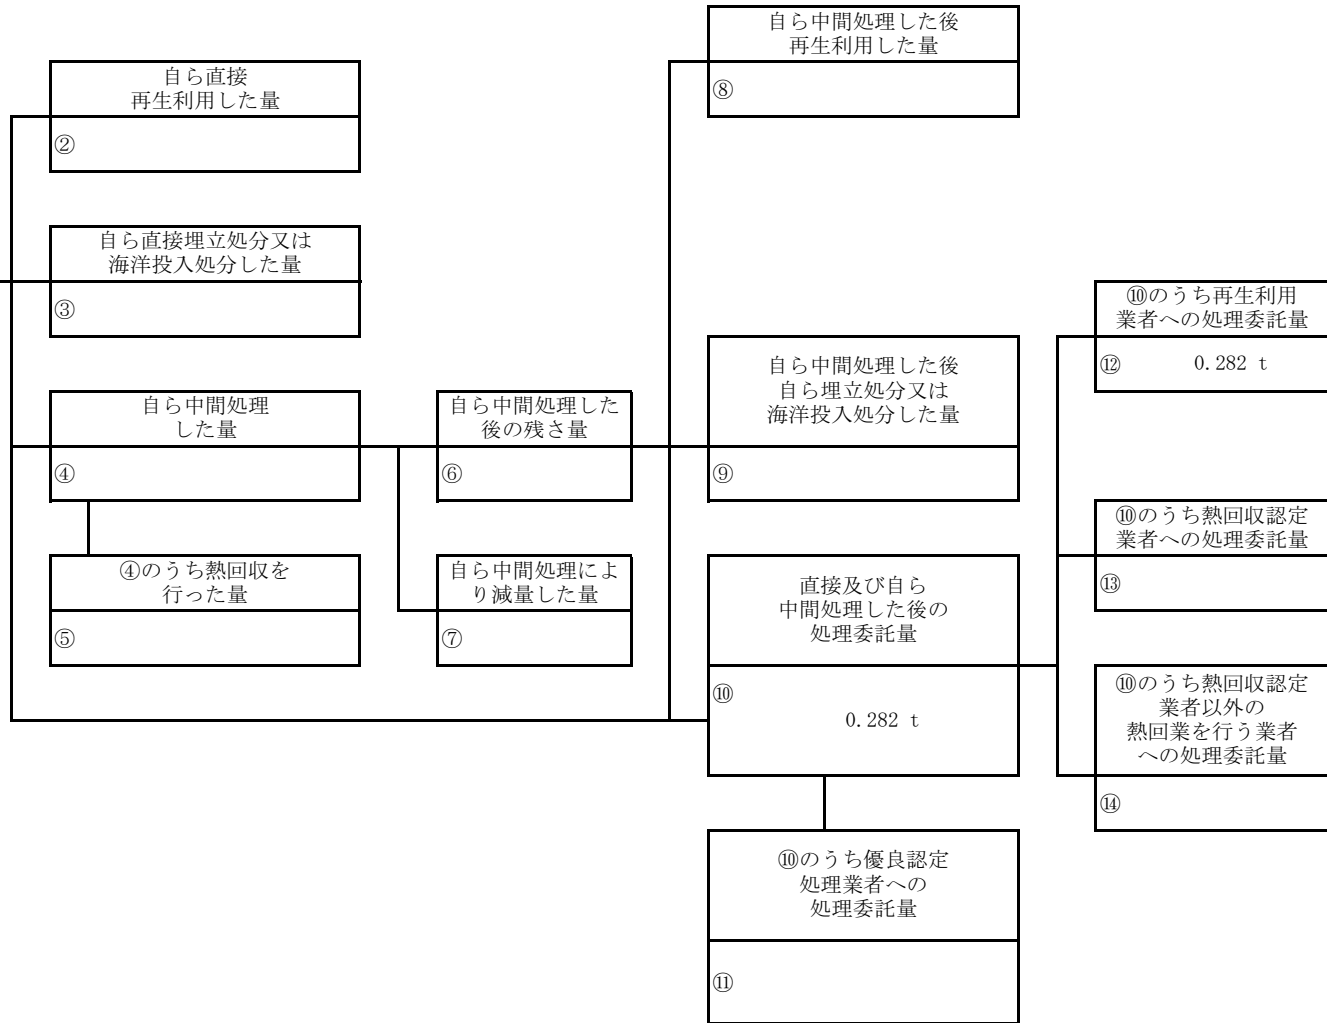 自ら中間処理した後
再生利用した量
⑧
自ら直接
再生利用した量
②
自ら直接埋立処分又は
海洋投入処分した量
③
⑩のうち再生利用
業者への処理委託量
⑫ 0.282 t
自ら中間処理した後
自ら埋立処分又は
海洋投入処分した量
⑨
自ら中間処理
した量
④
自ら中間処理した
後の残さ量
⑥
⑩のうち熱回収認定
業者への処理委託量
⑬
④のうち熱回収を
行った量
⑤
自ら中間処理によ
り減量した量
⑦
直接及び自ら
中間処理した後の
処理委託量
⑩
0.282 t
⑩のうち熱回収認定
業者以外の
熱回業を行う業者
への処理委託量
⑭
⑩のうち優良認定
処理業者への
処理委託量
⑪